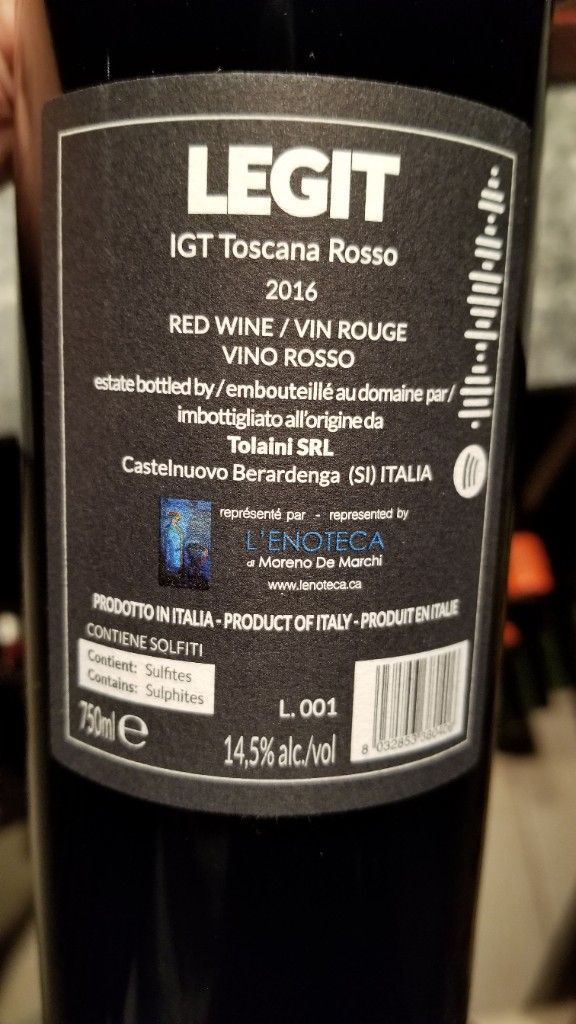 LEGIT
IGT Toscana Rosso
2016
RED WINE / VIN ROUGE
VINO ROSSO
estate bottled by / embouteillé au domaine par /
imbottigliato all'origine da
Tolaini SRL
Castelnuovo Berardenga (SI) ITALIA
représenté par - represented by
L'ENOTECA
di Moreno De Marchi
www.lenoteca.ca
PRODOTTO IN ITALIA - PRODUCT OF ITALY - PRODUIT EN ITALIE
CONTIENE SOLFITI
Contient: Sulfites
Contains: Sulphites
750ml e
L. 001
14,5% alc./vol